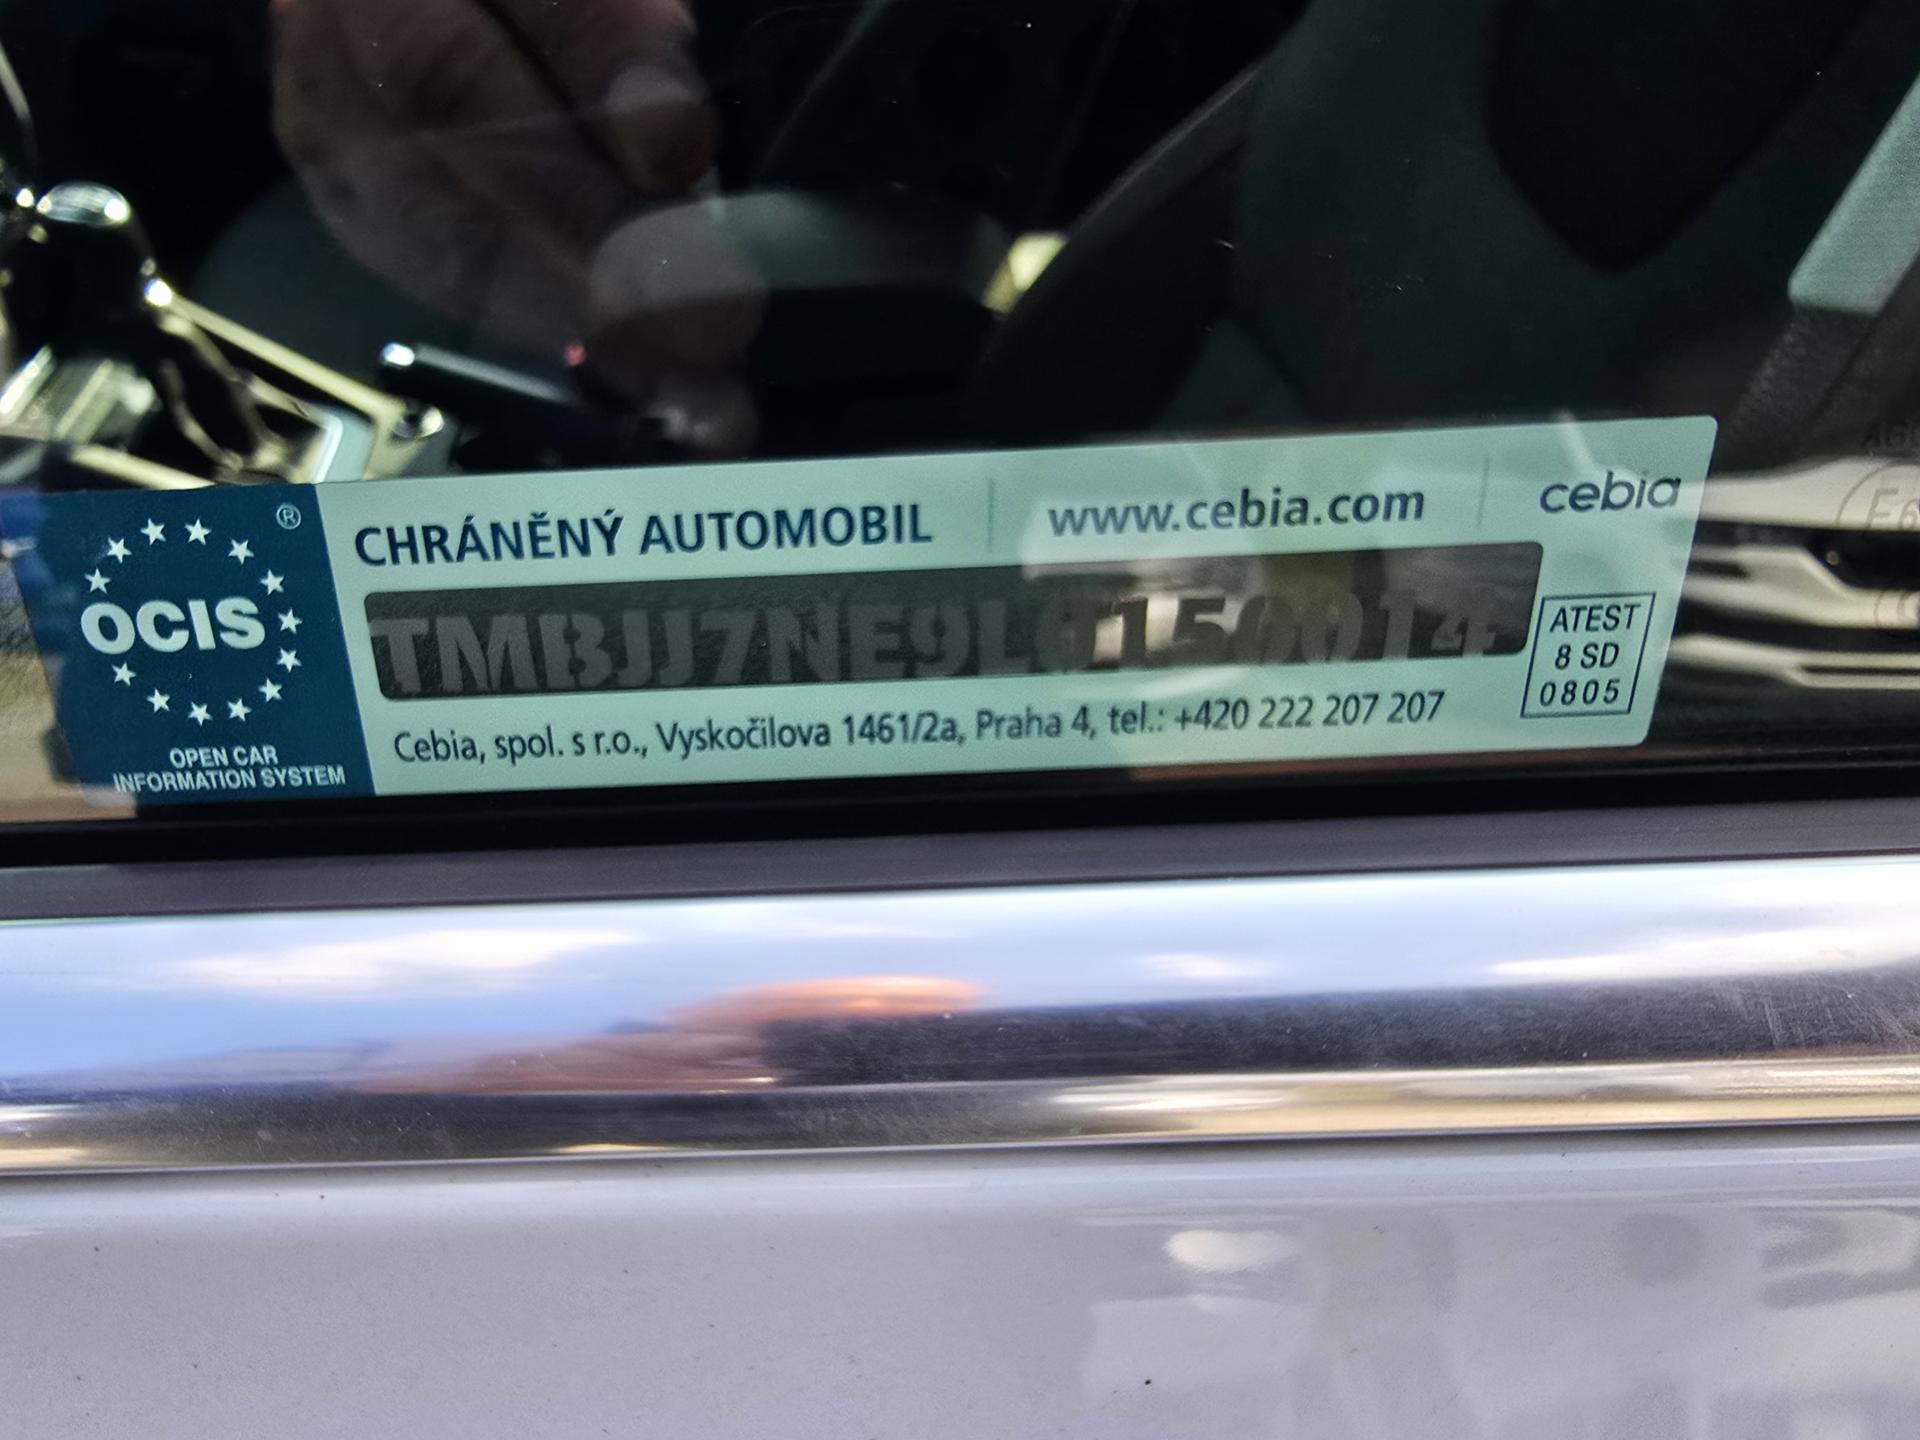 CHRÁNĚNÝ AUTOMOBIL www.cebia.com cebia
OCIS ®
TMBJJ7NE9L0150014
ATEST
8 SD
0805
Cebia, spol. s r.o., Vyskočilova 1461/2a, Praha 4, tel.: +420 222 207 207
OPEN CAR
INFORMATION SYSTEM